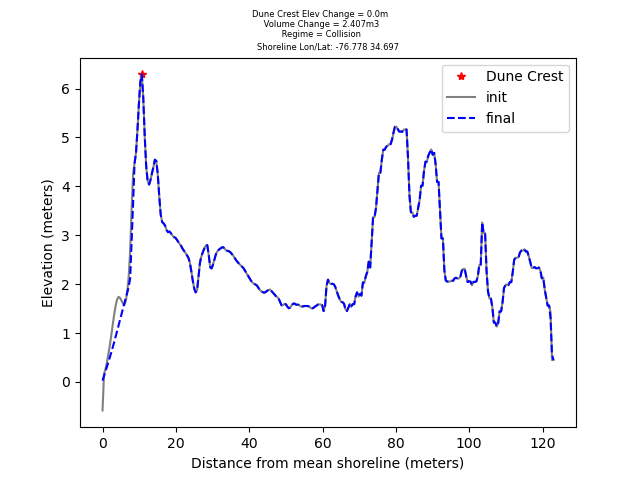 Dune Crest Elev Change = 0.0m
Volume Change = 2.407m3
Regime = Collision
Shoreline Lon/Lat: -76.778 34.697
Dune Crest
init
final
6
5
4
3
2
1
0
Elevation (meters)
0 20 40 60 80 100 120
Distance from mean shoreline (meters)